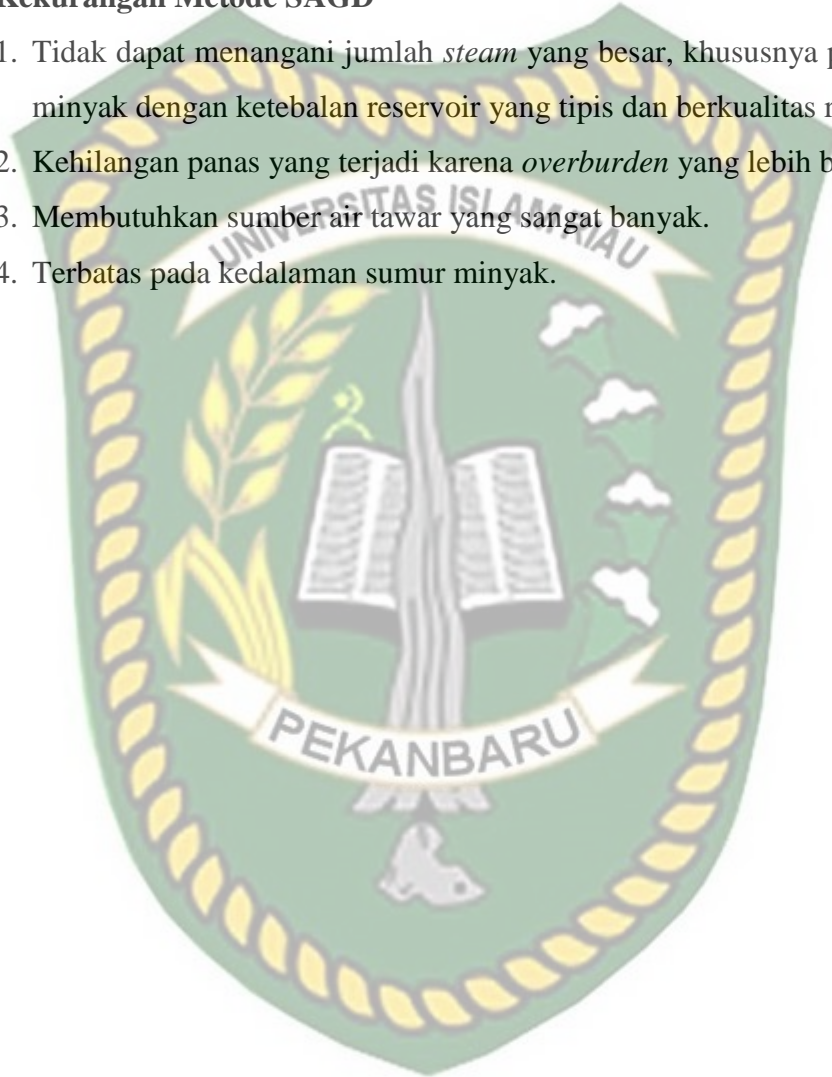 Kekurangan Metode SAGD
1. Tidak dapat menangani jumlah steam yang besar, khususnya
minyak dengan ketebalan reservoir yang tipis dan berkualitas
2. Kehilangan panas yang terjadi karena overburden yang lebih
3. Membutuhkan sumber air tawar yang sangat banyak.
4. Terbatas pada kedalaman sumur minyak.
UNIVERSITAS ISLAM RIAU
PEKANBARU